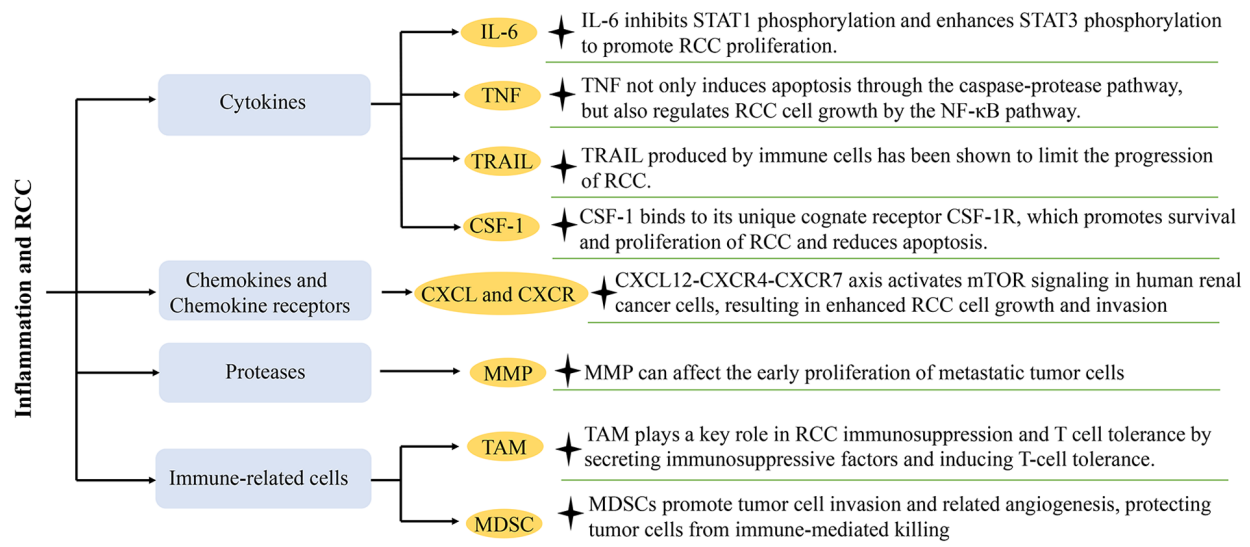 Inflammation and RCC
Cytokines
IL-6
IL-6 inhibits STAT1 phosphorylation and enhances STAT3 phosphorylation
to promote RCC proliferation.
TNF
TNF not only induces apoptosis through the caspase-protease pathway,
but also regulates RCC cell growth by the NF-κB pathway.
TRAIL
TRAIL produced by immune cells has been shown to limit the progression
of RCC.
CSF-1
CSF-1 binds to its unique cognate receptor CSF-1R, which promotes survival
and proliferation of RCC and reduces apoptosis.
Chemokines and
Chemokine receptors
CXCL and CXCR
CXCL12-CXCR4-CXCR7 axis activates mTOR signaling in human renal
cancer cells, resulting in enhanced RCC cell growth and invasion
Proteases
MMP
MMP can affect the early proliferation of metastatic tumor cells
Immune-related cells
TAM
TAM plays a key role in RCC immunosuppression and T cell tolerance by
secreting immunosuppressive factors and inducing T-cell tolerance.
MDSC
MDSCs promote tumor cell invasion and related angiogenesis, protecting
tumor cells from immune-mediated killing